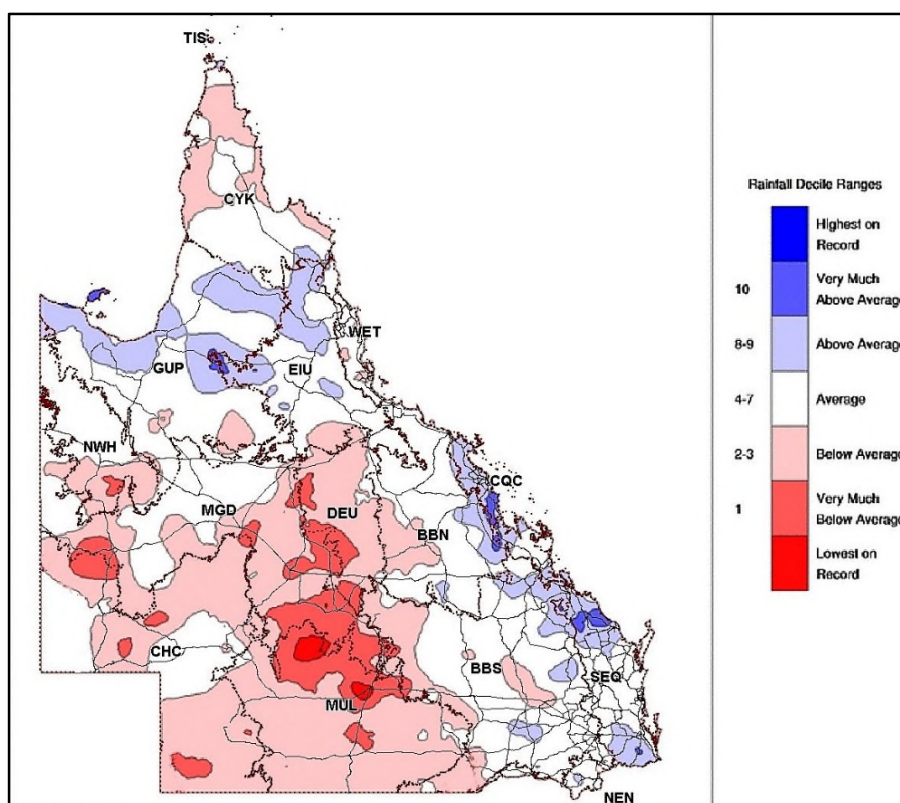 TIS
CYK
WET
GUP
EIU
NWH
CQC
MGD
DEU
BBN
CHC
BBS
SEQ
MUL
NEN
Rainfall Decile Ranges
Highest on
Record
10
Very Much
Above Average
8-9
Above Average
4-7
Average
2-3
Below Average
1
Very Much
Below Average
Lowest on
Record